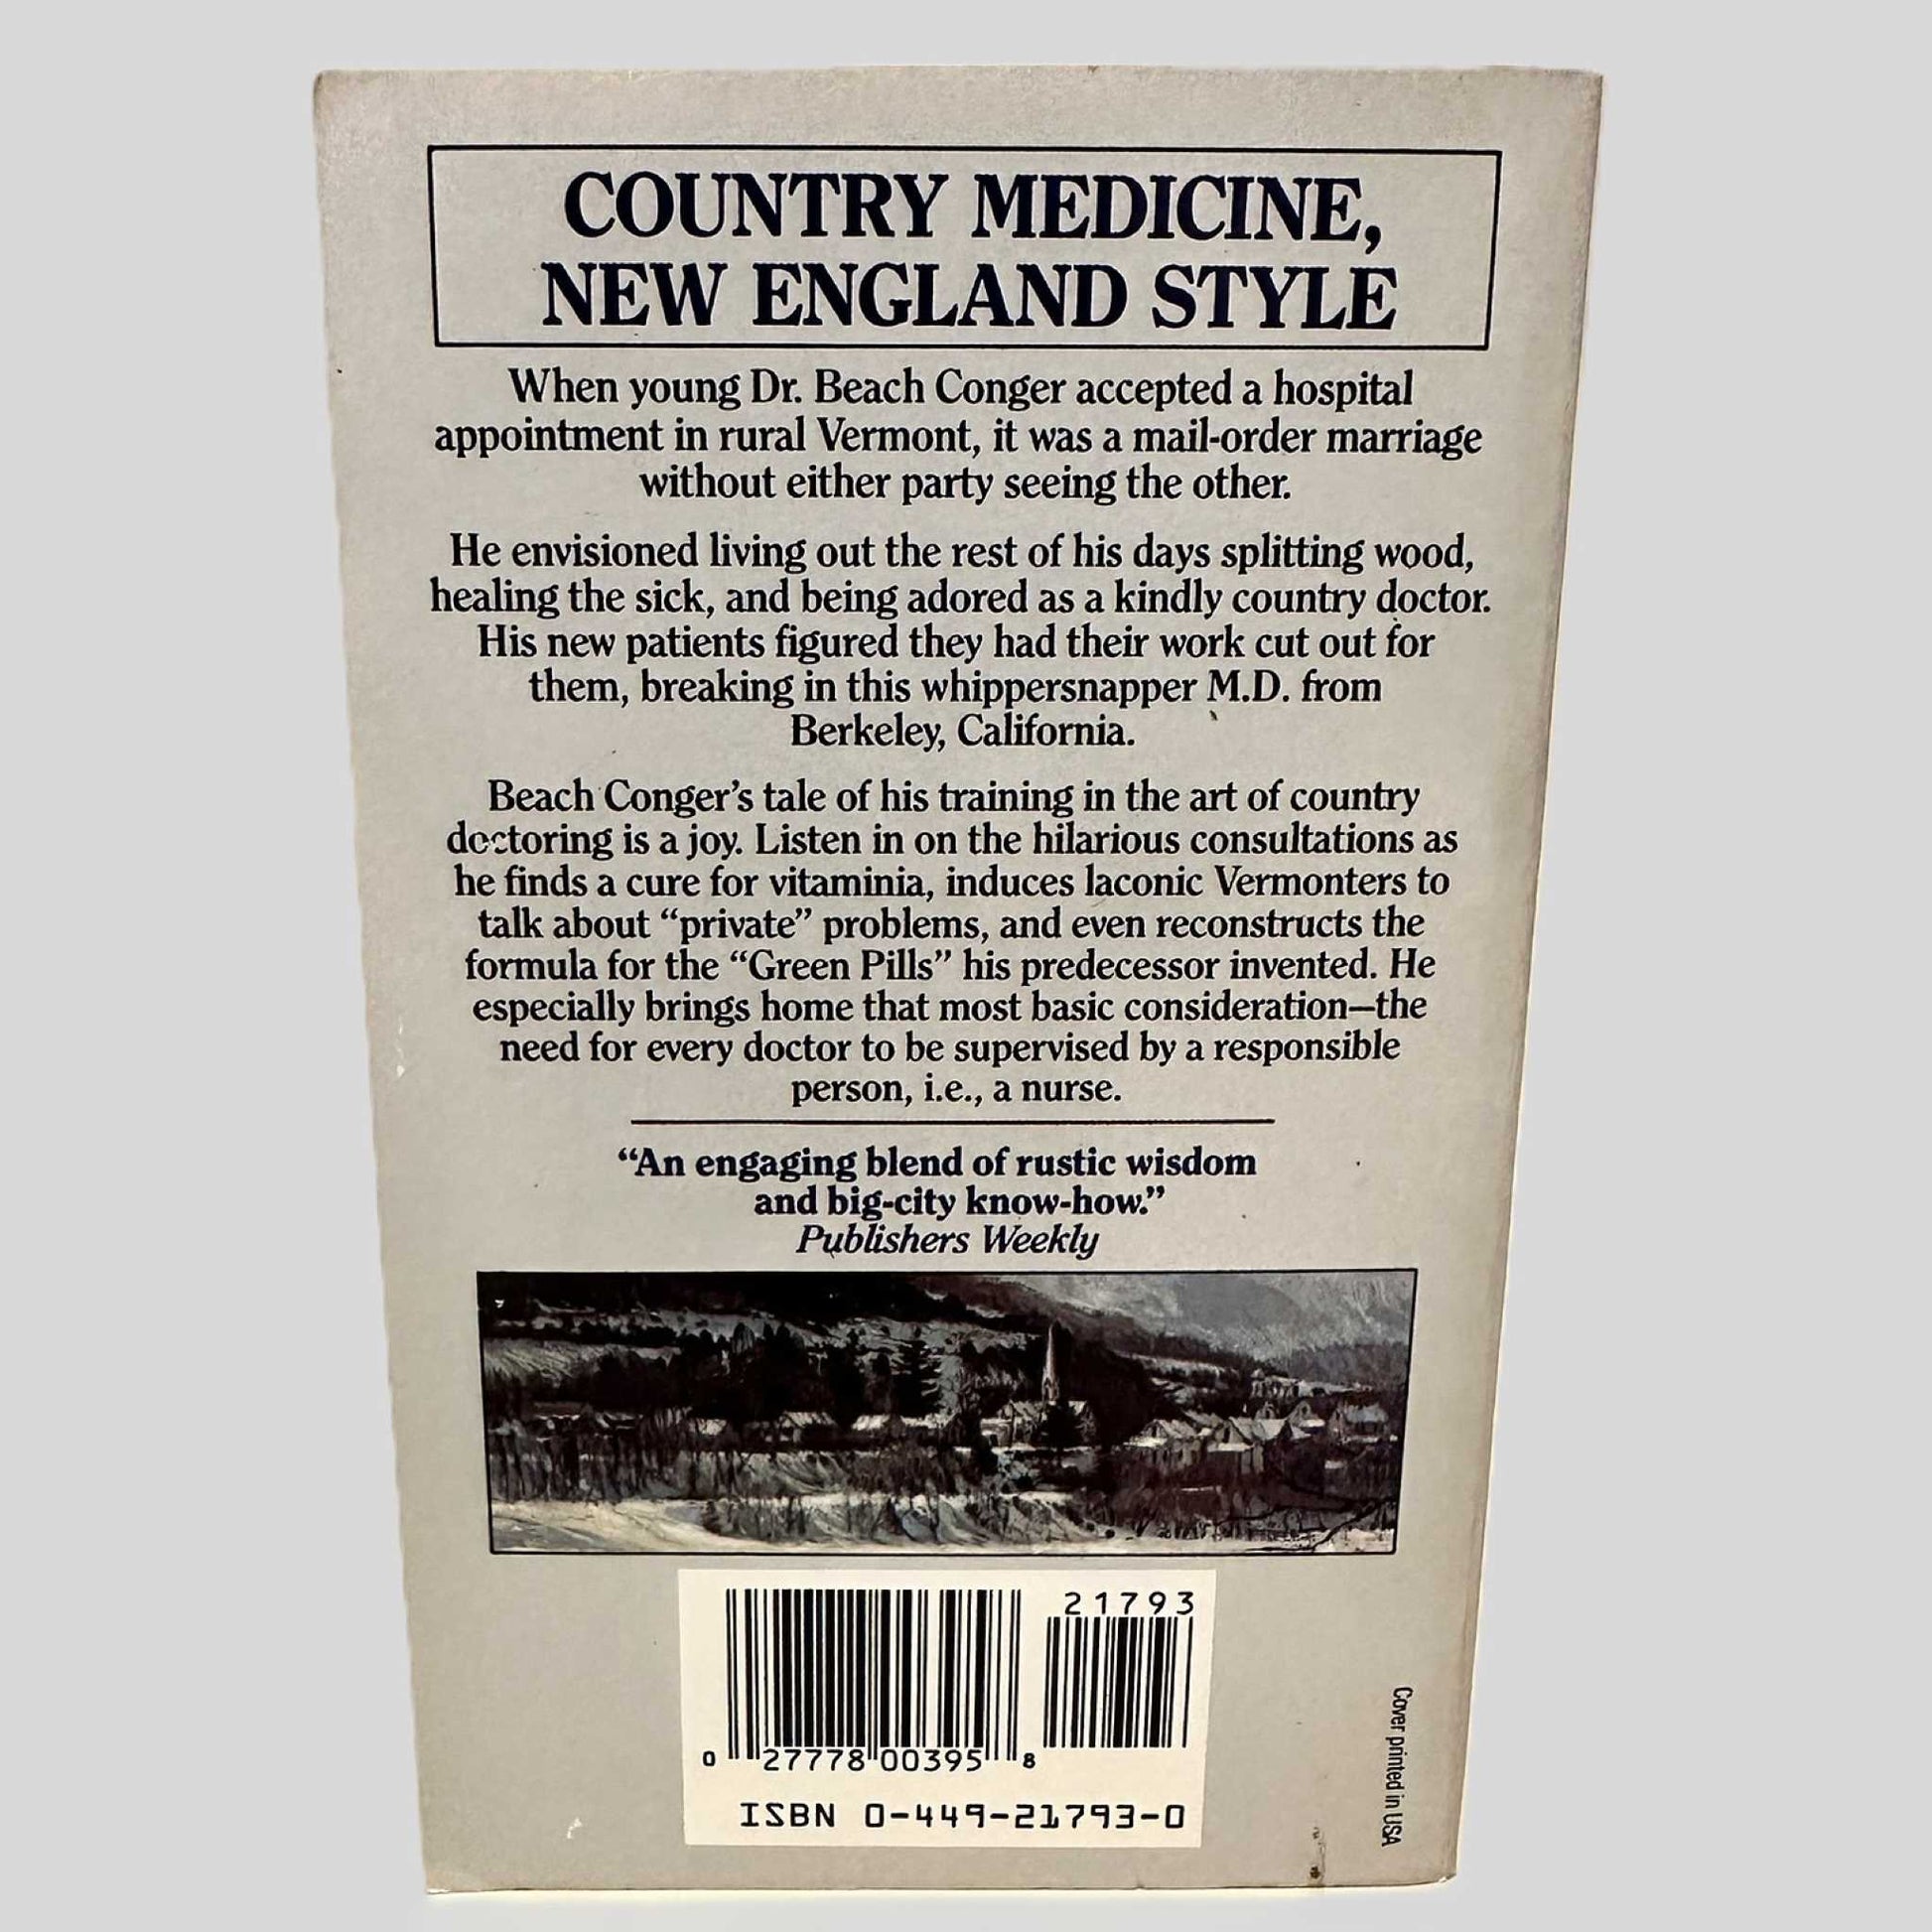 COUNTRY MEDICINE,
NEW ENGLAND STYLE
When young Dr. Beach Conger accepted a hospital
appointment in rural Vermont, it was a mail-order marriage
without either party seeing the other.
He envisioned living out the rest of his days splitting wood,
healing the sick, and being adored as a kindly country doctor.
His new patients figured they had their work cut out for
them, breaking in this whippersnapper M.D. from
Berkeley, California.
Beach Conger's tale of his training in the art of country
doctoring is a joy. Listen in on the hilarious consultations as
he finds a cure for vitaminia, induces laconic Vermonters to
talk about “private” problems, and even reconstructs the
formula for the “Green Pills” his predecessor invented. He
especially brings home that most basic consideration—the
need for every doctor to be supervised by a responsible
person, i.e., a nurse.
“An engaging blend of rustic wisdom
and big-city know-how.”
Publishers Weekly
21793
0 27778 00395 8
ISBN 0-449-21793-0
Cover printed in USA